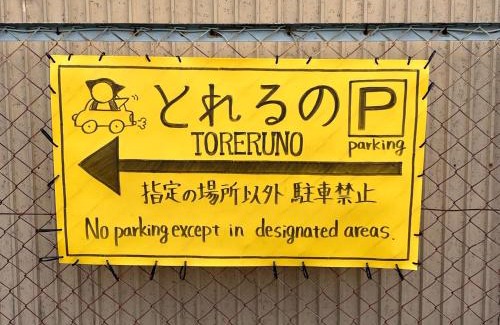 とれるの P
TORERUNO parking
指定の場所以外 駐車禁止
No parking except in designated areas.